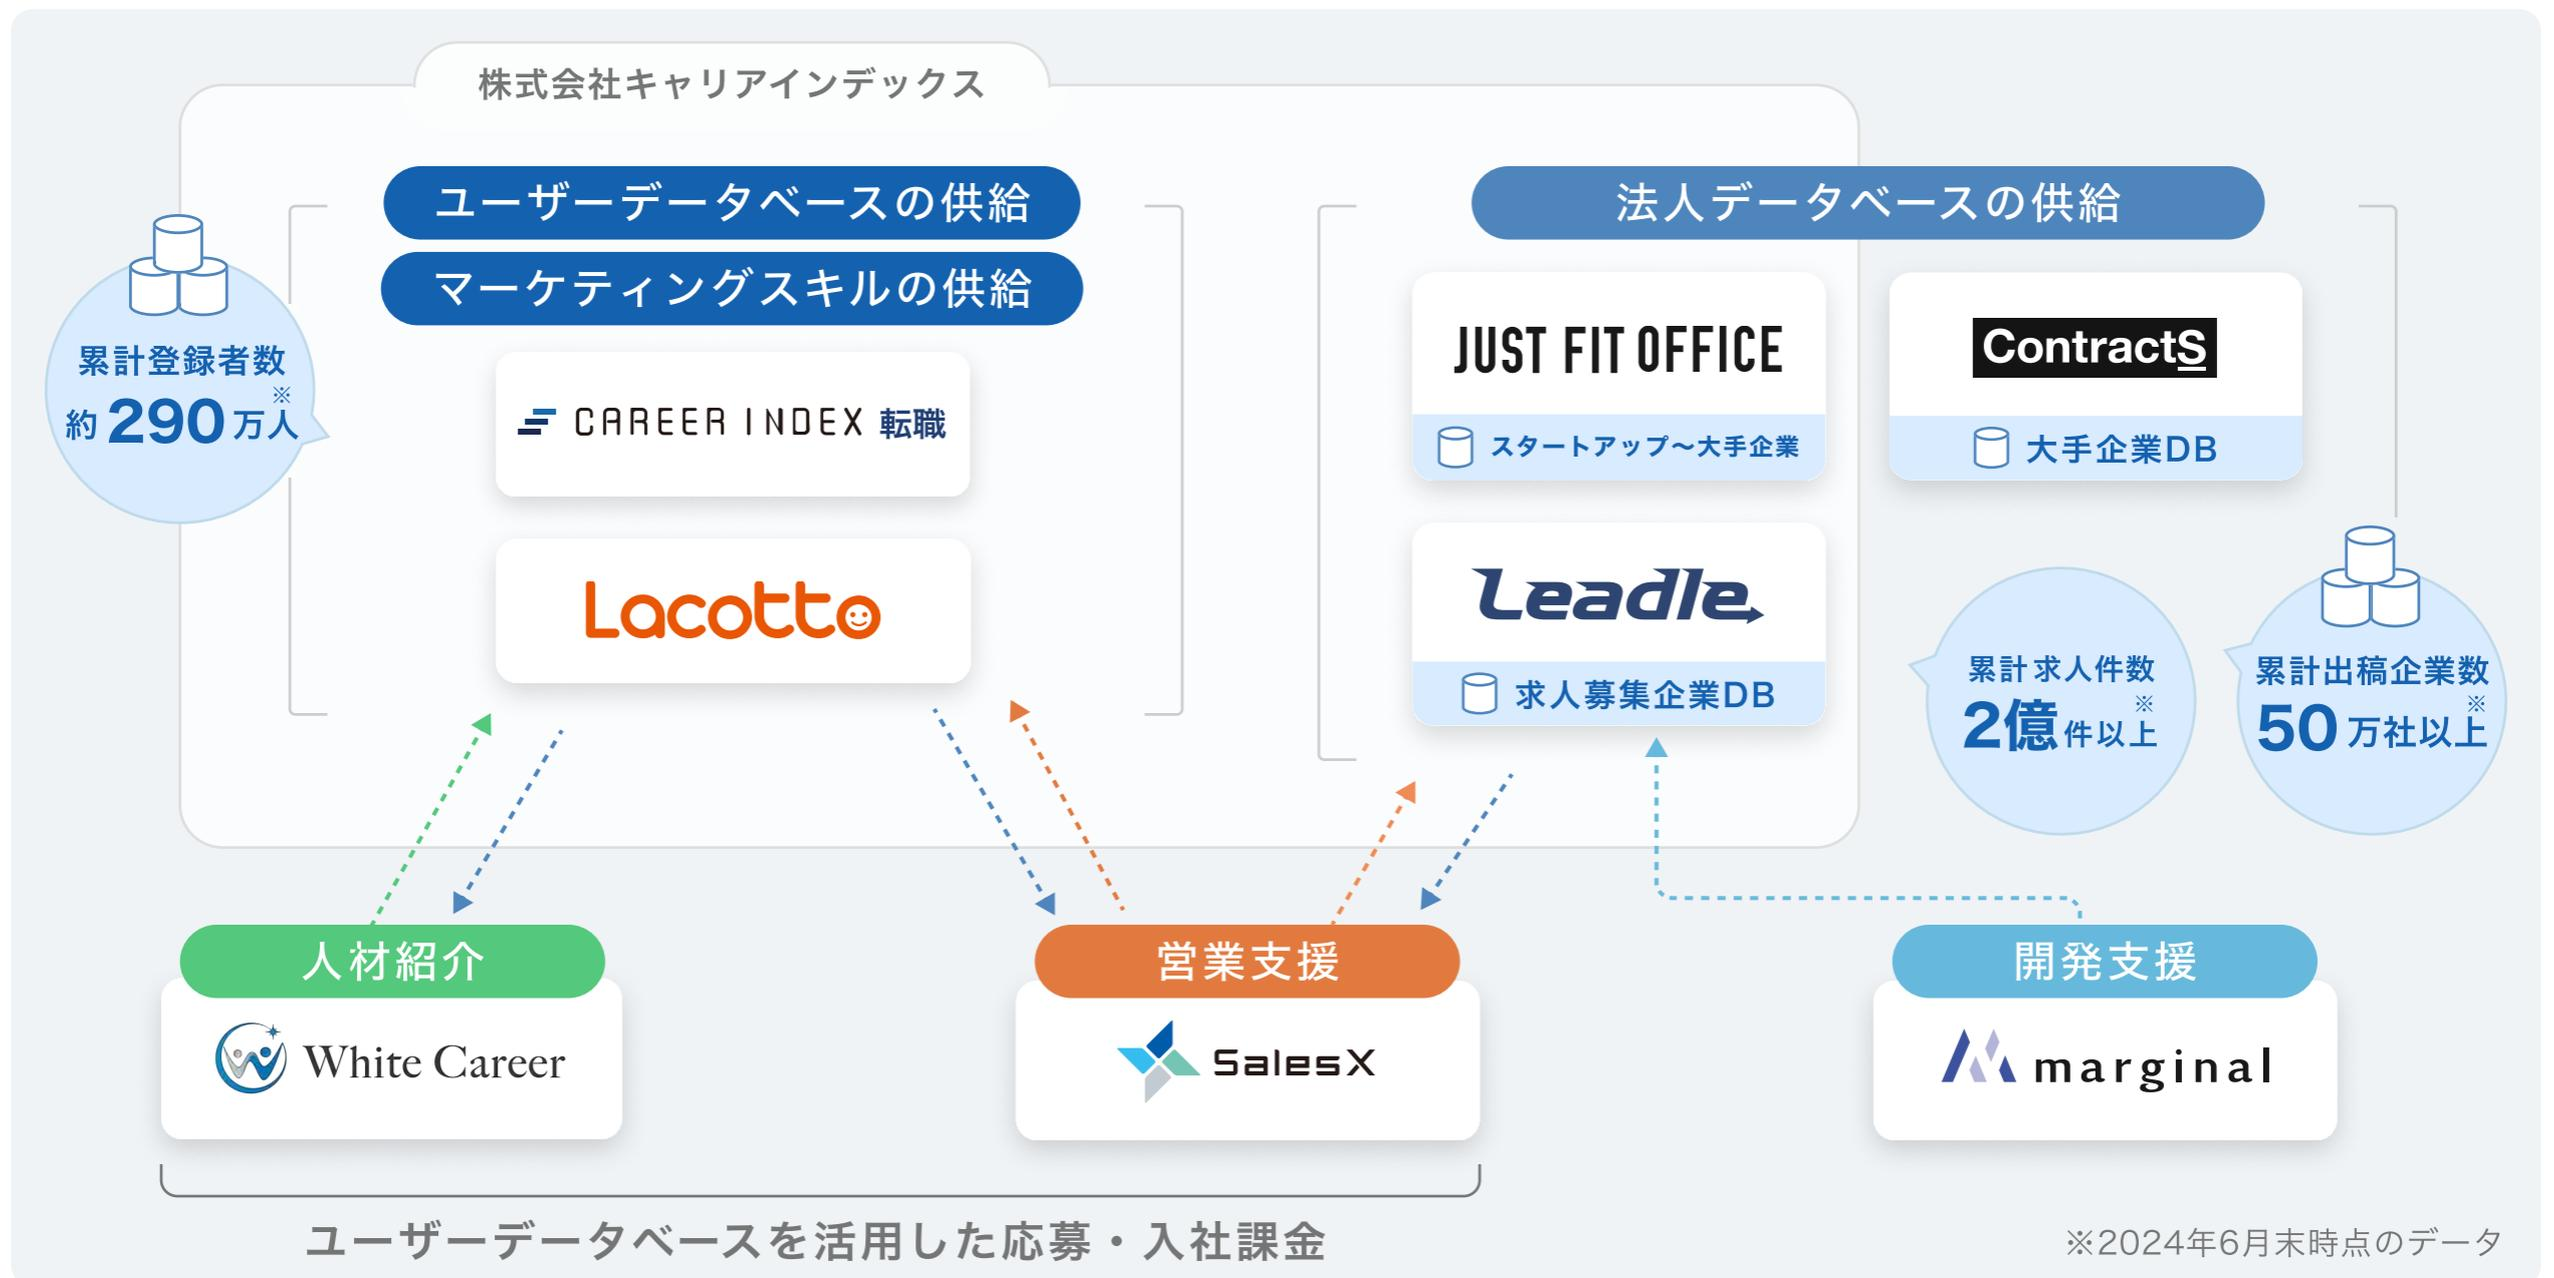 株式会社キャリアインデックス
ユーザーデータベースの供給
マーケティングスキルの供給
累計登録者数
※
約290万人
CAREER INDEX 転職
Lacotto
法人データベースの供給
JUST FIT OFFICE
スタートアップ〜大手企業
ContractS
大手企業DB
Leadle
求人募集企業DB
累計求人件数
※
2億件以上
累計出稿企業数
※
50万社以上
人材紹介
White Career
営業支援
SalesX
開発支援
marginal
ユーザーデータベースを活用した応募・入社課金
※2024年6月末時点のデータ